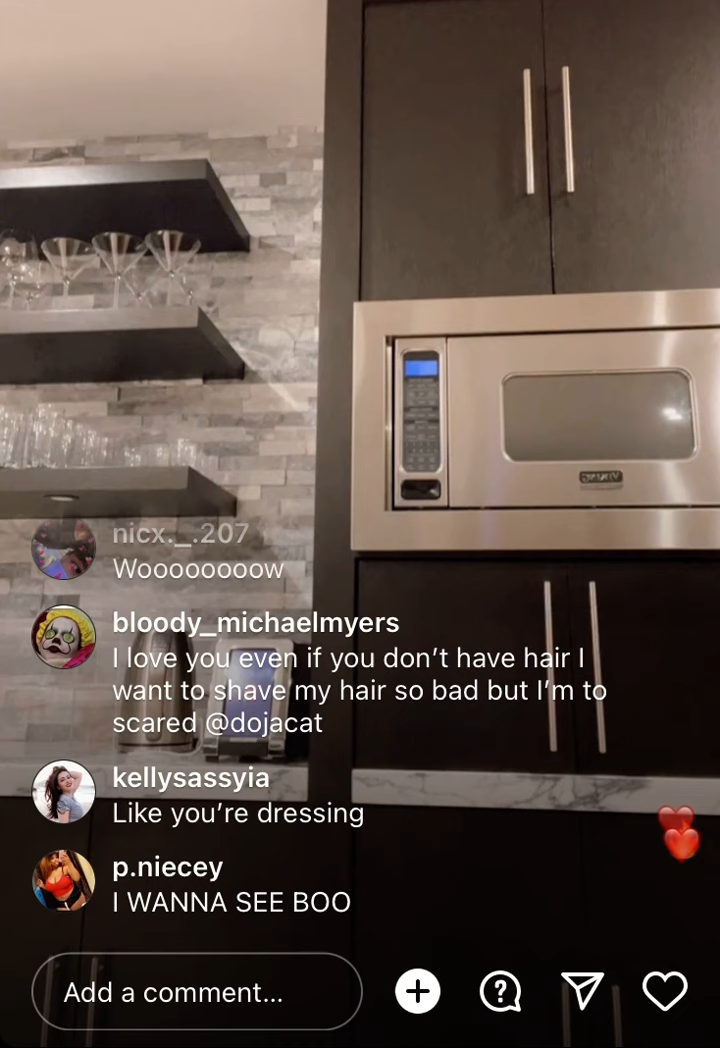 nicx._.207
Woooooooow
bloody_michaelmyers
I love you even if you don’t have hair I
want to shave my hair so bad but I’m to
scared @dojacat
kellysassyia
Like you’re dressing
p.niecey
I WANNA SEE BOO
Add a comment...